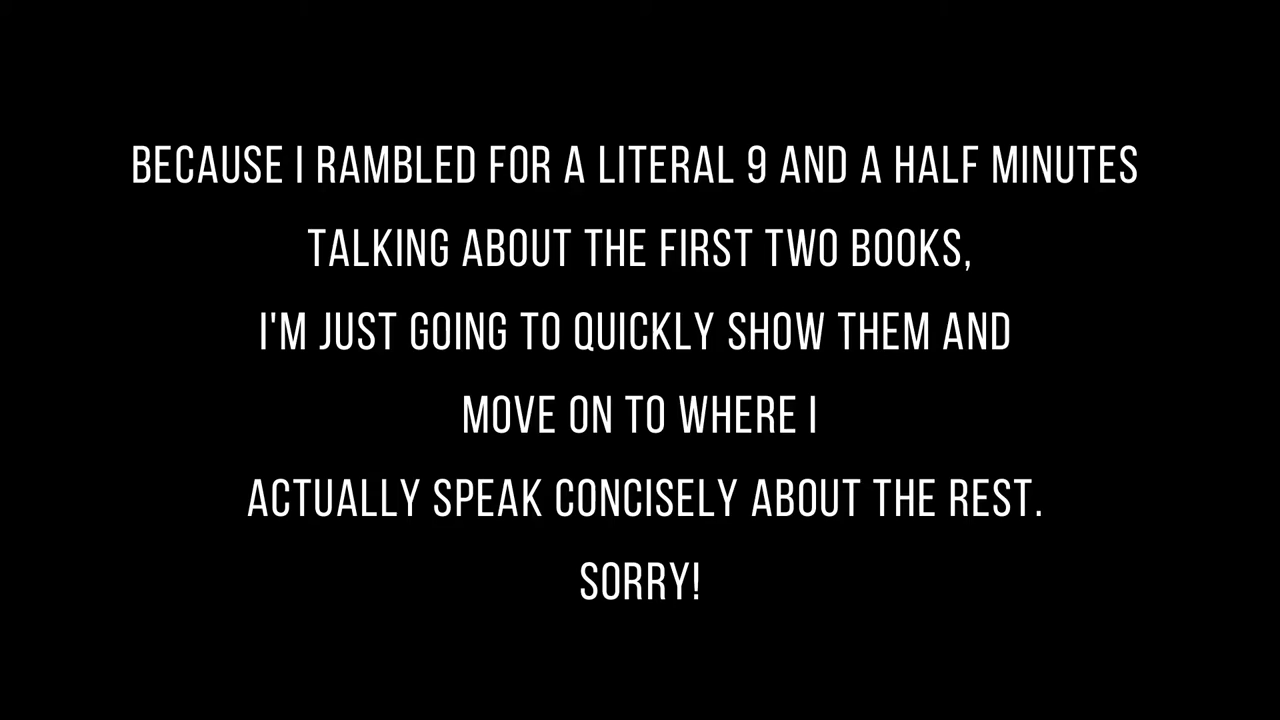 BECAUSE I RAMBLED FOR A LITERAL 9 AND A HALF MINUTES
TALKING ABOUT THE FIRST TWO BOOKS,
I'M JUST GOING TO QUICKLY SHOW THEM AND
MOVE ON TO WHERE I
ACTUALLY SPEAK CONCISELY ABOUT THE REST.
SORRY!